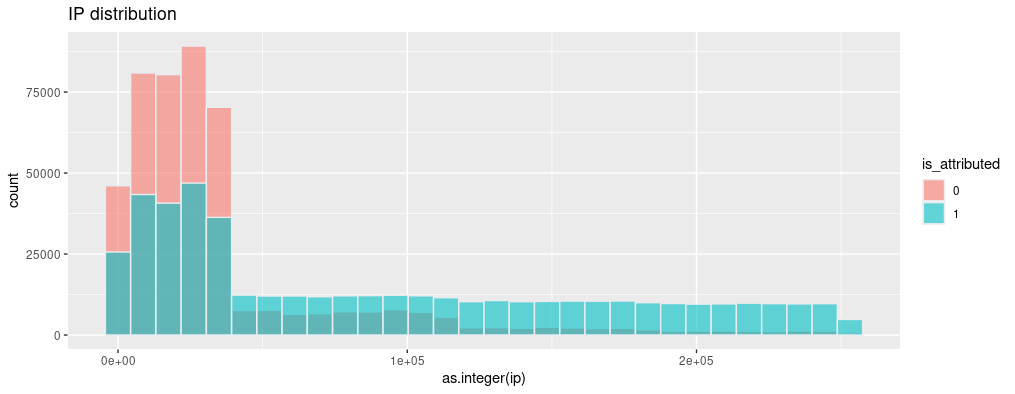 IP distribution
count
75000
50000
25000
0
0e+00
1e+05
2e+05
as.integer(ip)
is_attributed
0
1